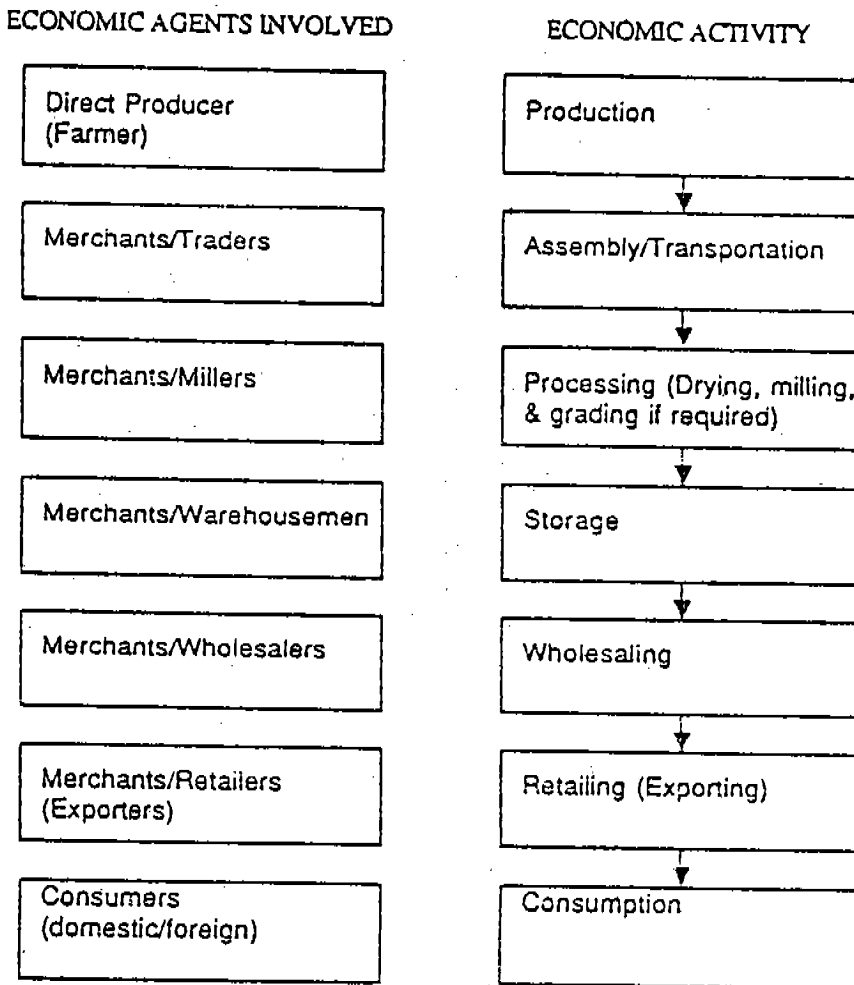 ECONOMIC AGENTS INVOLVED
ECONOMIC ACTIVITY
Direct Producer
(Farmer)
Production
Merchants/Traders
Assembly/Transportation
Merchants/Millers
Processing (Drying, milling,
& grading if required)
Merchants/Warehousemen
Storage
Merchants/Wholesalers
Wholesaling
Merchants/Retailers
(Exporters)
Retailing (Exporting)
Consumers
(domestic/foreign)
Consumption